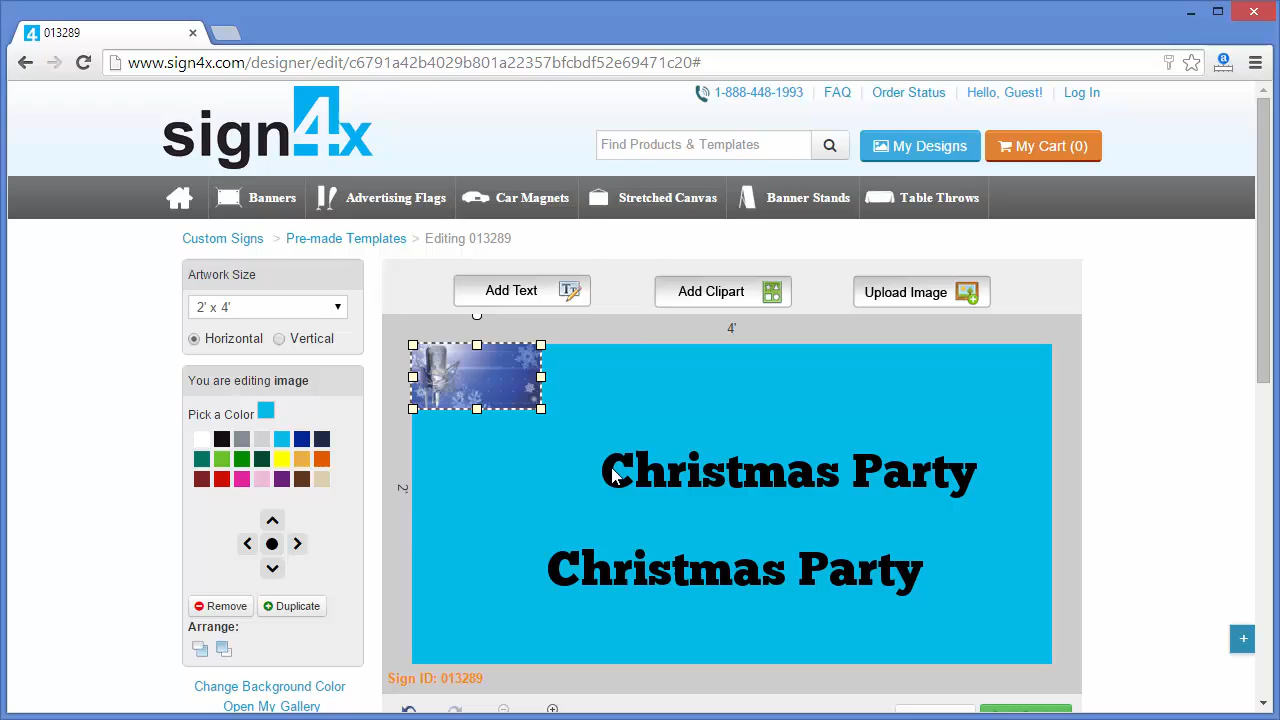 013289
www.sign4x.com/designer/edit/c6791a42b4029b801a22357bfcbdf52e69471c20#
1-888-448-1993 FAQ Order Status Hello, Guest! Log In
sign4x
Find Products & Templates My Designs My Cart (0)
Banners Advertising Flags Car Magnets Stretched Canvas Banner Stands Table Throws
Custom Signs > Pre-made Templates > Editing 013289
Artwork Size
2' x 4'
Horizontal Vertical
You are editing image
Pick a Color
Remove Duplicate
Arrange:
Change Background Color
Open My Gallery
Add Text Add Clipart Upload Image
4'
2'
Christmas Party
Christmas Party
Sign ID: 013289